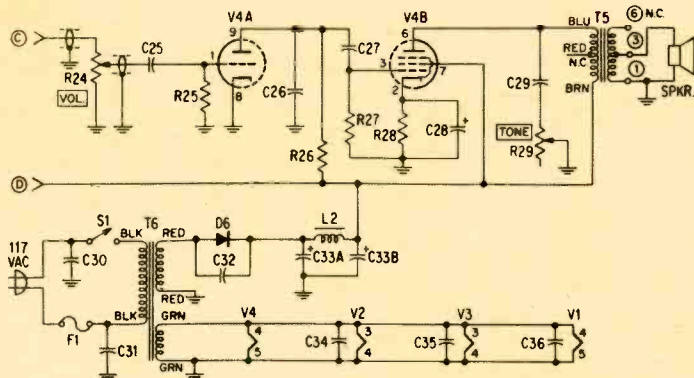 C
R24
VOL.
C25
V4A
9
1
8
R25
C26
R26
C27
V4B
6
3
7
2
R27
R28
C28
C29
TONE
R29
BLU
RED
N.C
BRN
T5
6 N.C.
3
1
SPKR.
D
117
VAC
S1
C30
F1
C31
BLK
BLK
T6
RED
RED
GRN
GRN
D6
C32
L2
C33A
C33B
V4
4
5
V2
C34
3
4
V3
C35
3
4
V1
C36
4
5